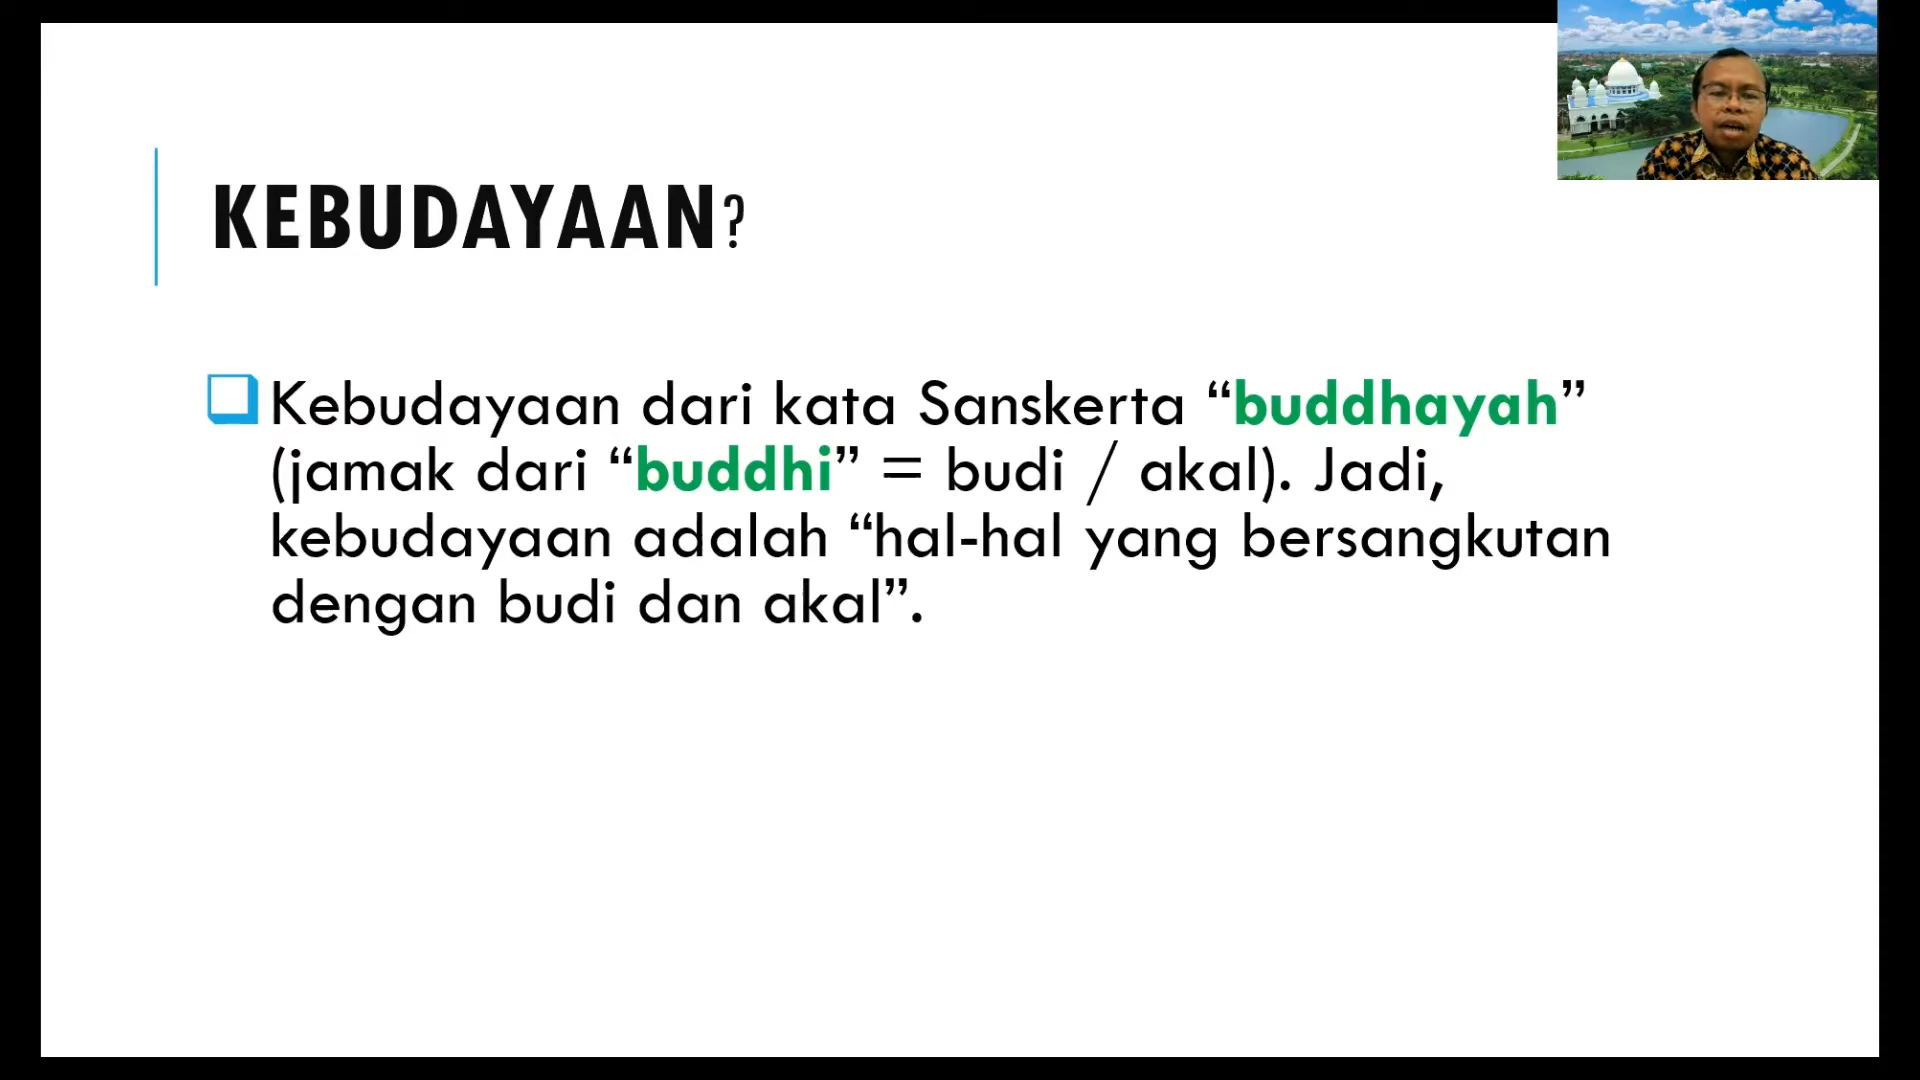 KEBUDAYAAN?
Kebudayaan dari kata Sanskerta “buddhayah”
(jamak dari “buddhi” = budi / akal). Jadi,
kebudayaan adalah “hal-hal yang bersangkutan
dengan budi dan akal”.